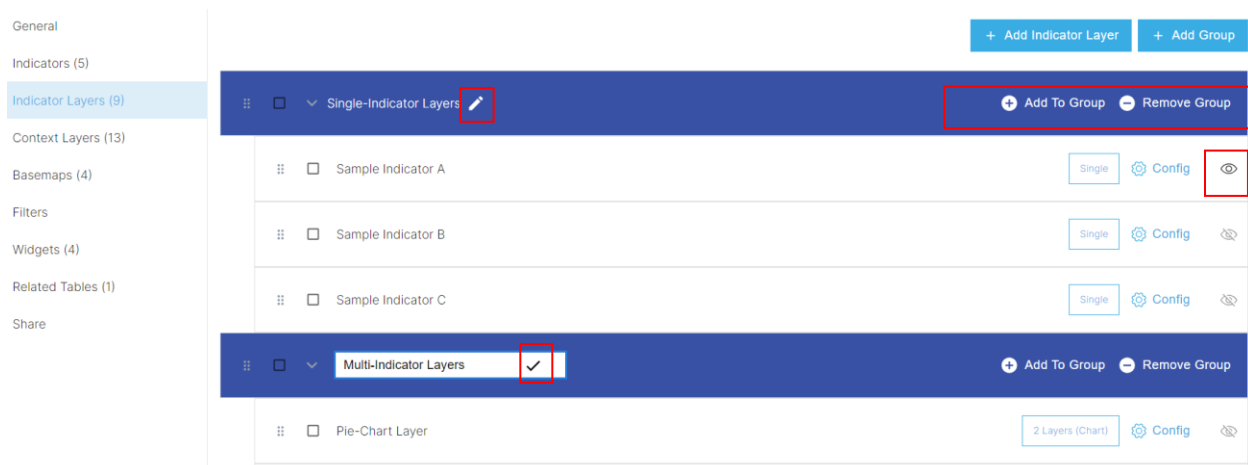 General
Indicators (5)
Indicator Layers (9)
Context Layers (13)
Basemaps (4)
Filters
Widgets (4)
Related Tables (1)
Share
+ Add Indicator Layer + Add Group
Single-Indicator Layers Add To Group Remove Group
Sample Indicator A Single Config
Sample Indicator B Single Config
Sample Indicator C Single Config
Multi-Indicator Layers Add To Group Remove Group
Pie-Chart Layer 2 Layers (Chart) Config